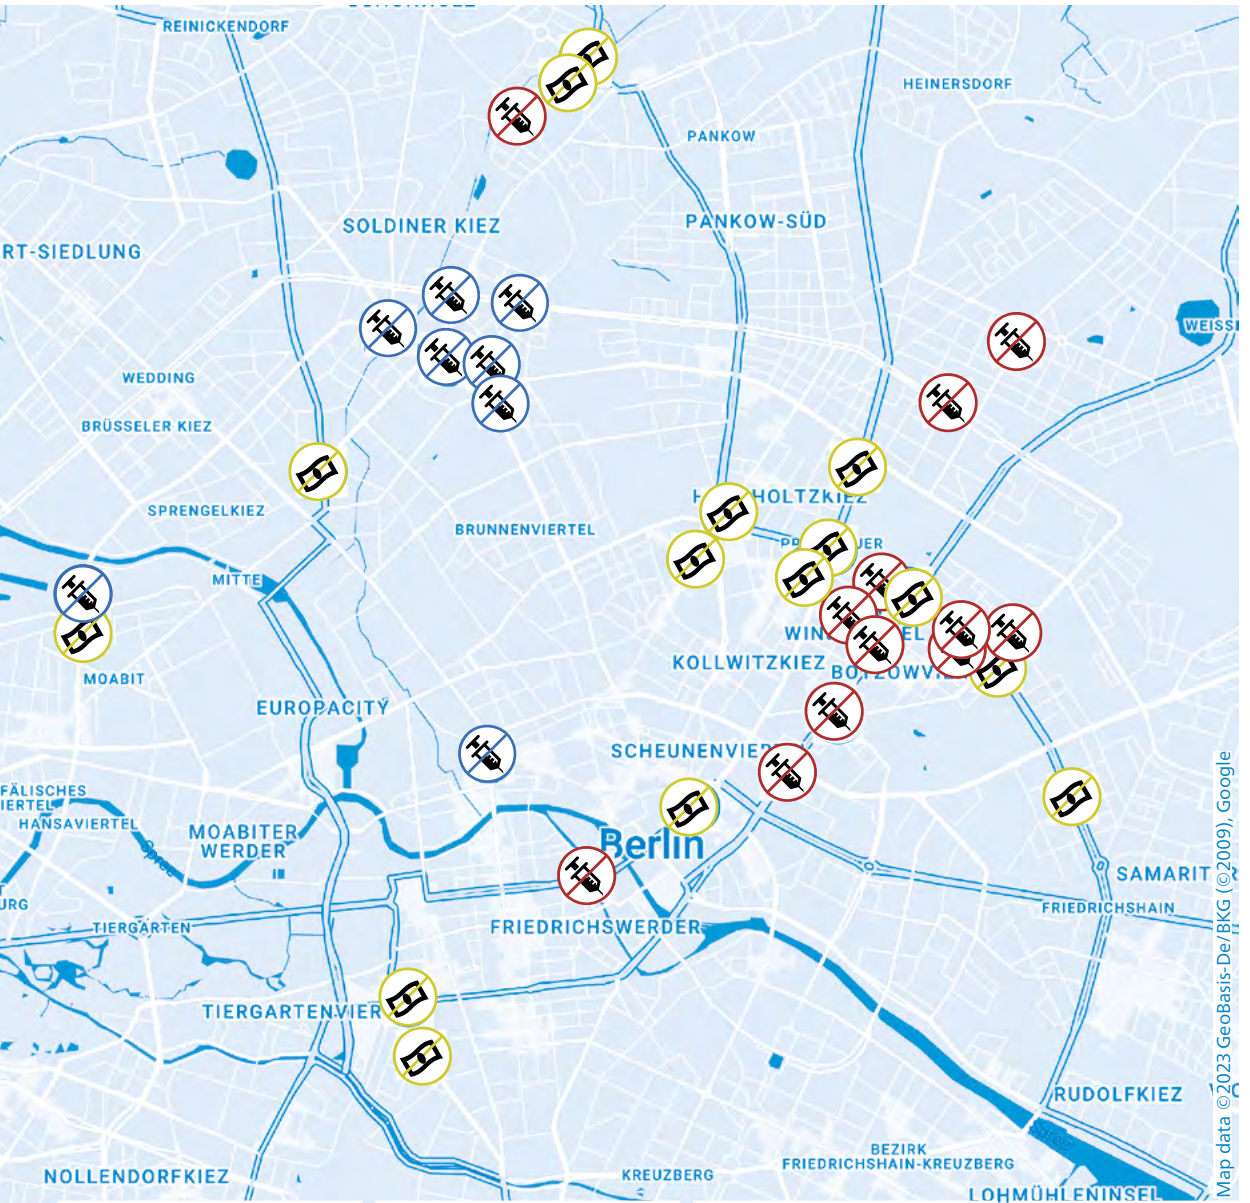 REINICKENDORF
HEINERSDORF
PANKOW
SOLDINER KIEZ
PANKOW-SÜD
RT-SIEDLUNG
WEISS
WEDDING
BRÜSSELER KIEZ
HOLTZKIEZ
SPRENGELKIEZ
BRUNNENVIERTEL
MITTE
KOLLWITZKIEZ
MOABIT
EUROPACITY
FÄLISCHES
IERTEL
HANSAVIERTEL
MOABITER
WERDER
Spree
Berlin
SAMARIT
URG
TIERGARTEN
FRIEDRICHSWERDER
FRIEDRICHSHAIN
TIERGARTENVIER
RUDOLFKIEZ
BEZIRK
FRIEDRICHSHAIN-KREUZBERG
NOLLENDORFKIEZ
KREUZBERG
LOHMÜHLENINSEL
Map data ©2023 GeoBasis-De/BKG (©2009), Google